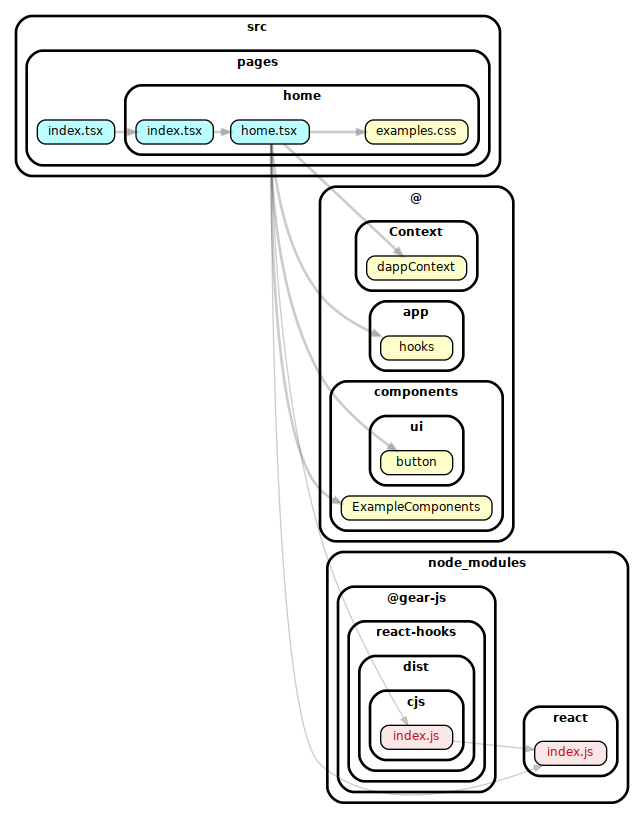 src
pages
home
index.tsx
index.tsx
home.tsx
examples.css
@
Context
dappContext
app
hooks
components
ui
button
ExampleComponents
node_modules
@gear-js
react-hooks
dist
cjs
index.js
react
index.js